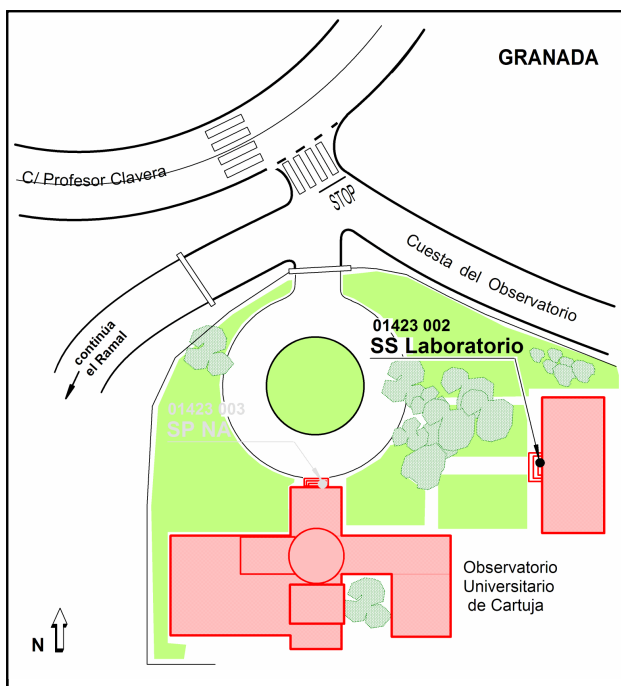 GRANADA
C/ Profesor Clavera
STOP
Cuesta del Observatorio
continúa
el Ramal
01423 002
SS Laboratorio
01423 003
SP NA
Observatorio
Universitario
de Cartuja
N